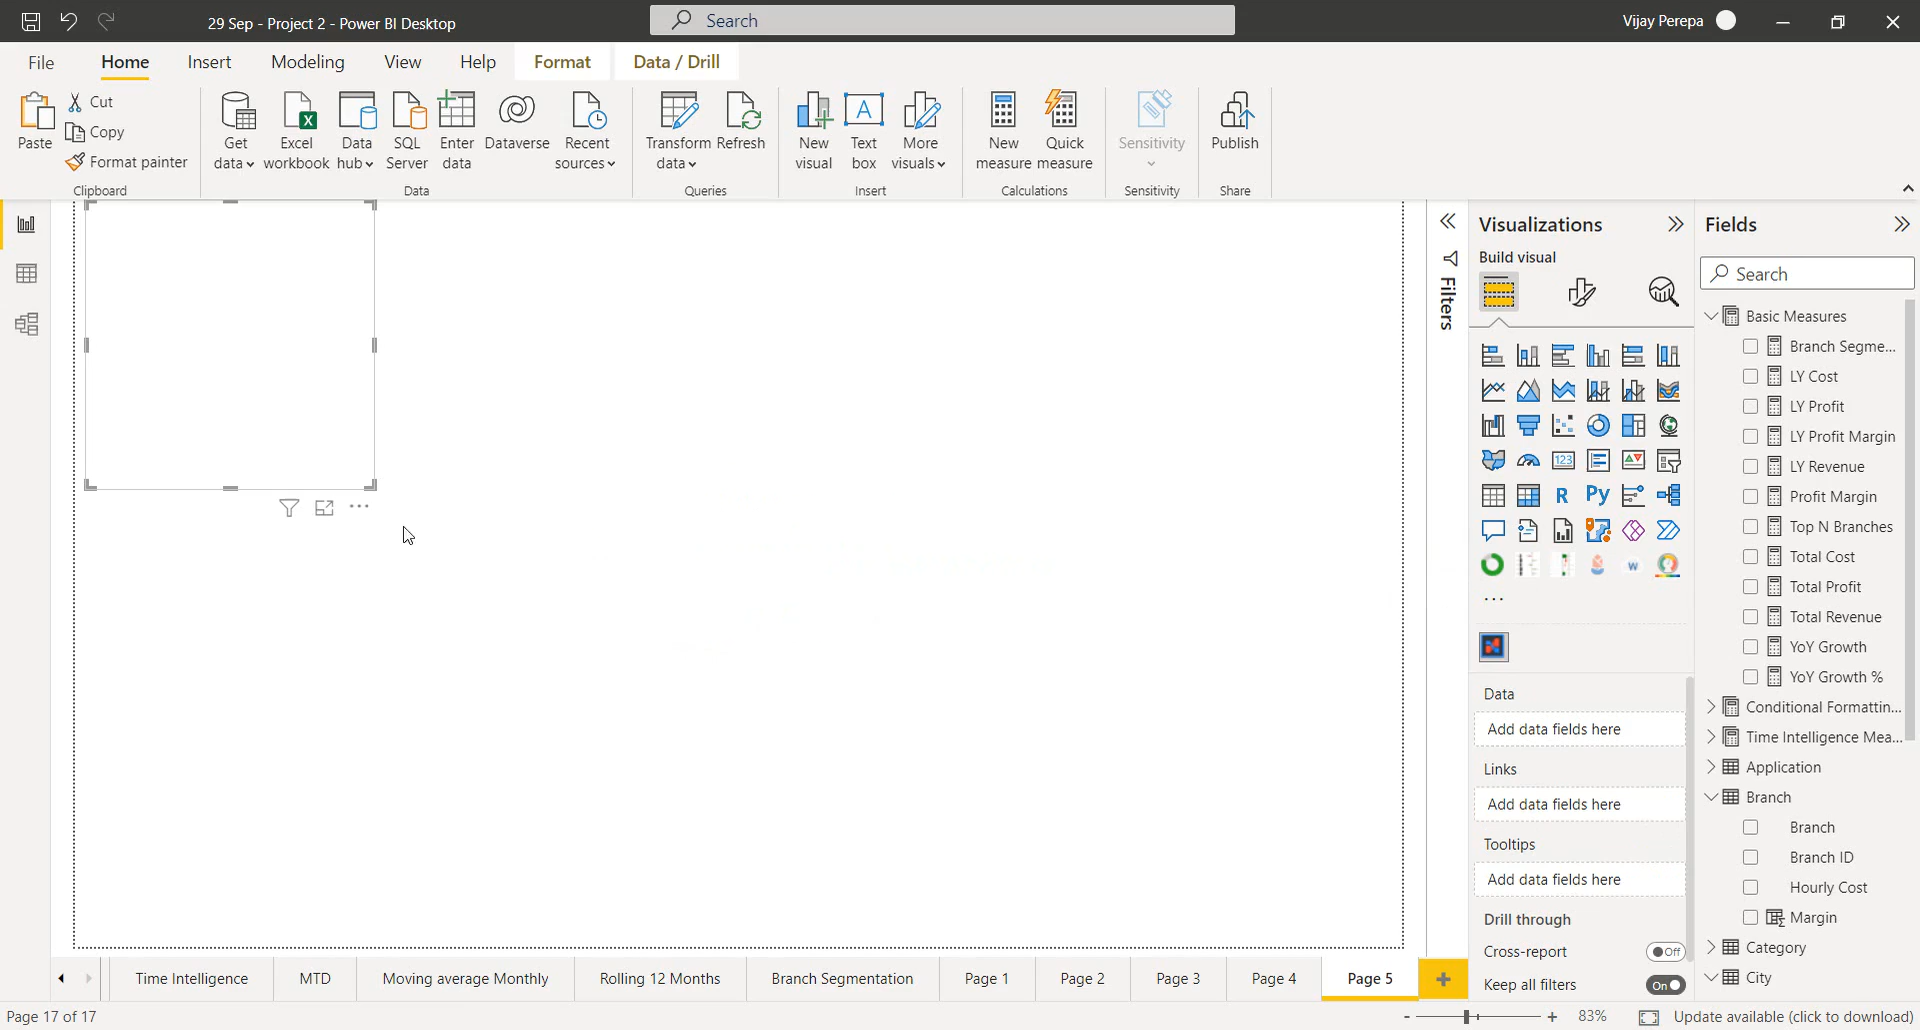 29 Sep - Project 2 - Power BI Desktop
Search
Vijay Perepa
File Home Insert Modeling View Help Format Data / Drill
Paste
Cut
Copy
Format painter
Clipboard
Get data
Excel workbook
Data hub
SQL Server
Enter data
Dataverse
Recent sources
Data
Transform data
Refresh
Queries
New visual
Text box
More visuals
Insert
New measure
Quick measure
Calculations
Sensitivity
Sensitivity
Publish
Share
Filters
Visualizations
Build visual
123
R
Py
W
...
Data
Add data fields here
Links
Add data fields here
Tooltips
Add data fields here
Drill through
Cross-report
Off
Keep all filters
On
Fields
Search
Basic Measures
Branch Segme...
LY Cost
LY Profit
LY Profit Margin
LY Revenue
Profit Margin
Top N Branches
Total Cost
Total Profit
Total Revenue
YoY Growth
YoY Growth %
Conditional Formattin...
Time Intelligence Mea...
Application
Branch
Branch
Branch ID
Hourly Cost
Margin
Category
City
Time Intelligence MTD Moving average Monthly Rolling 12 Months Branch Segmentation Page 1 Page 2 Page 3 Page 4 Page 5 +
Page 17 of 17
- + 83%
Update available (click to download)